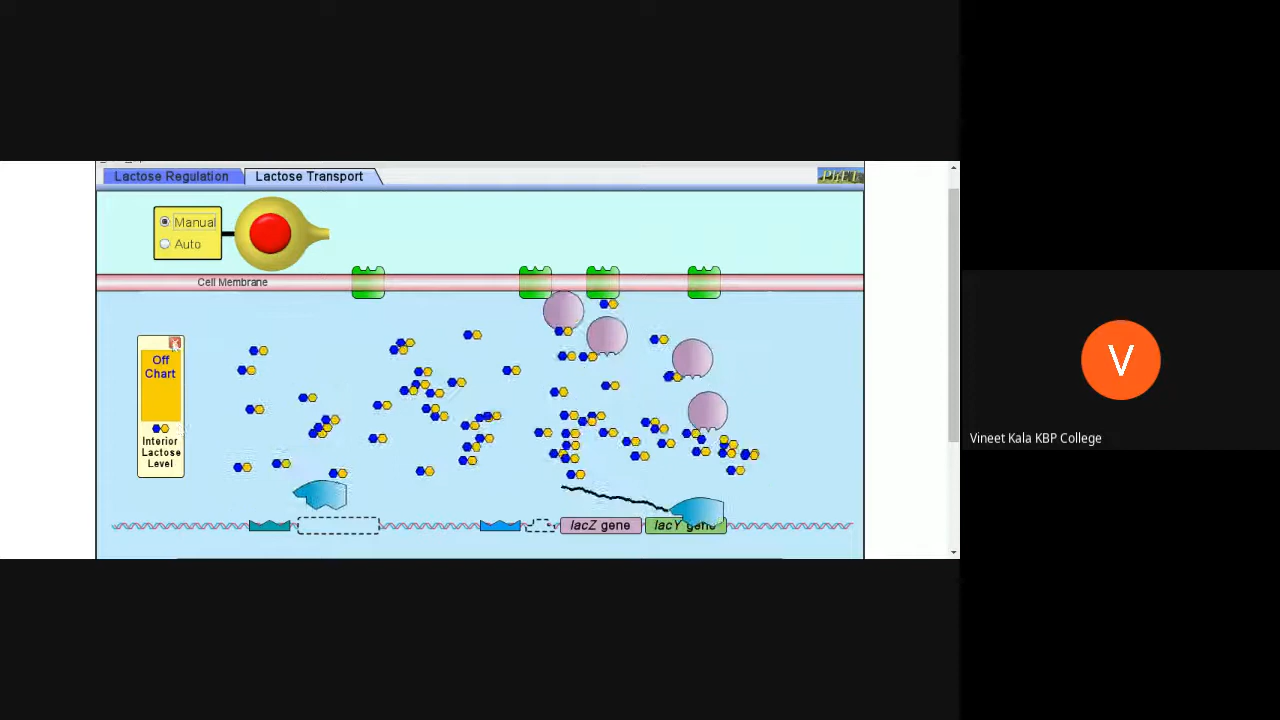 Lactose Regulation
Lactose Transport
PhET
Manual
Auto
Cell Membrane
Off
Chart
Interior
Lactose
Level
lacZ gene
lacY gene
V
Vineet Kala KBP College